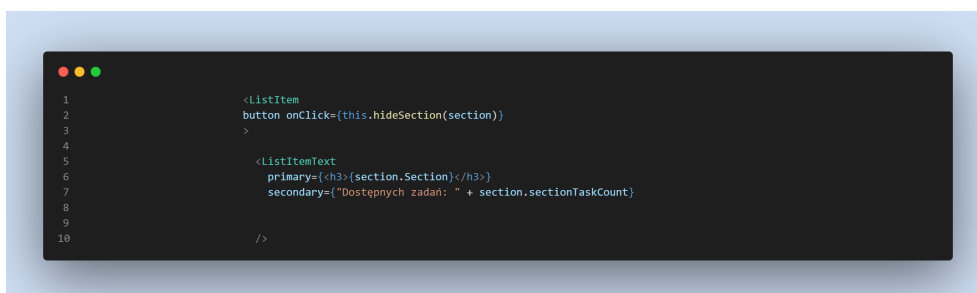 1 <ListItem
2 button onClick={this.hideSection(section)}
3 >
4
5 <ListItemText
6 primary={<h3>{section.Section}</h3>}
7 secondary={"Dostępnych zadań: " + section.sectionTaskCount}
8
9
10 />